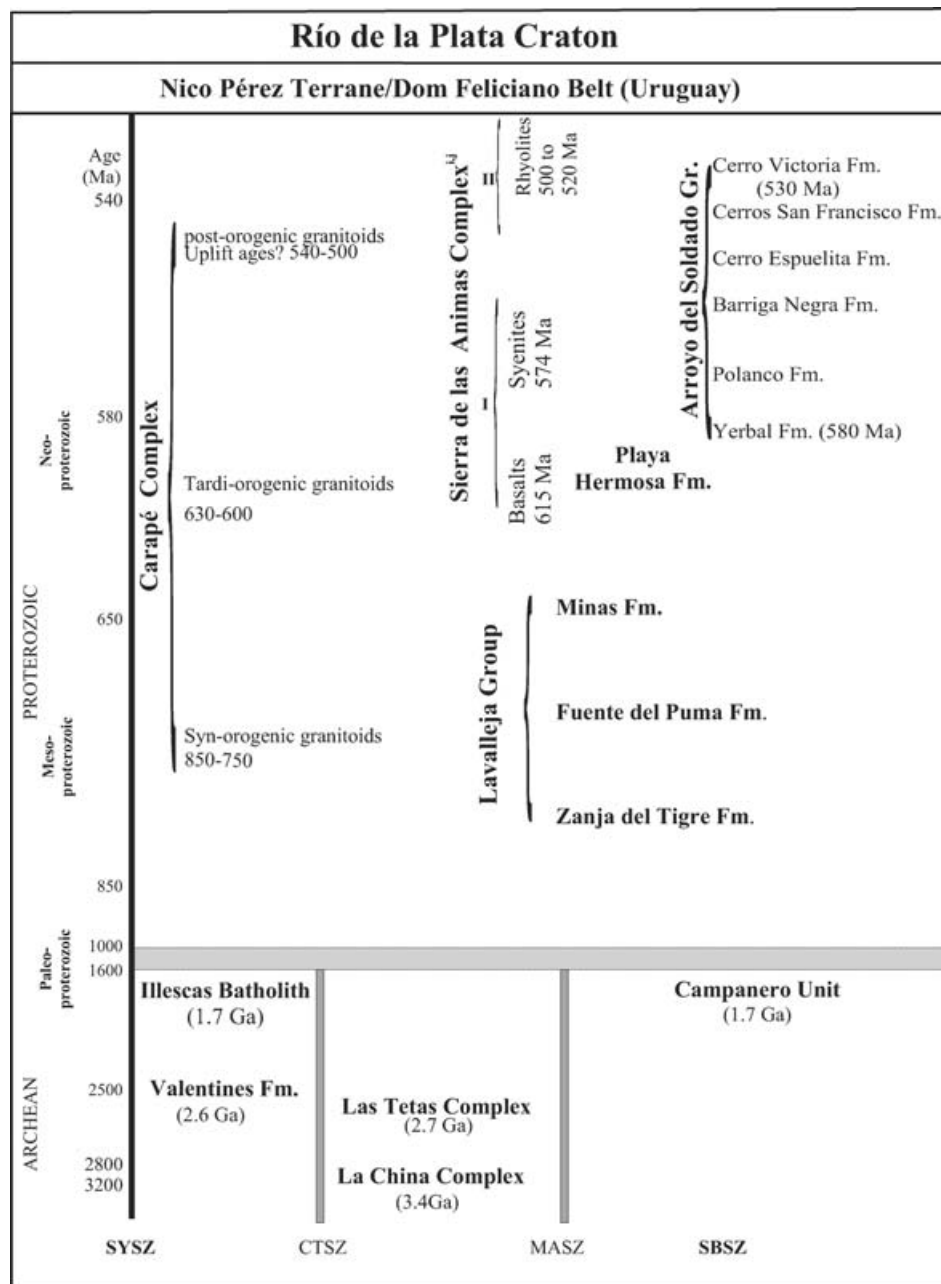 Río de la Plata Craton
Nico Pérez Terrane/Dom Feliciano Belt (Uruguay)
Age
(Ma)
540
580
650
850
1000
1600
2500
2800
3200
Neo-
proterozoic
Meso-
proterozoic
Paleo-
proterozoic
PROTEROZOIC
ARCHEAN
Carapé Complex
post-orogenic granitoids
Uplift ages? 540-500
Tardi-orogenic granitoids
630-600
Syn-orogenic granitoids
850-750
Sierra de las Animas Complex
II
Rhyolites
500 to
520 Ma
I
Syenites
574 Ma
Basalts
615 Ma
Arroyo del Soldado Gr.
Cerro Victoria Fm.
(530 Ma)
Cerros San Francisco Fm.
Cerro Espuelita Fm.
Barriga Negra Fm.
Polanco Fm.
Yerbal Fm. (580 Ma)
Playa
Hermosa Fm.
Lavalleja Group
Minas Fm.
Fuente del Puma Fm.
Zanja del Tigre Fm.
Illescas Batholith
(1.7 Ga)
Campanero Unit
(1.7 Ga)
Valentines Fm.
(2.6 Ga)
Las Tetas Complex
(2.7 Ga)
La China Complex
(3.4Ga)
SYSZ CTSZ MASZ SBSZ